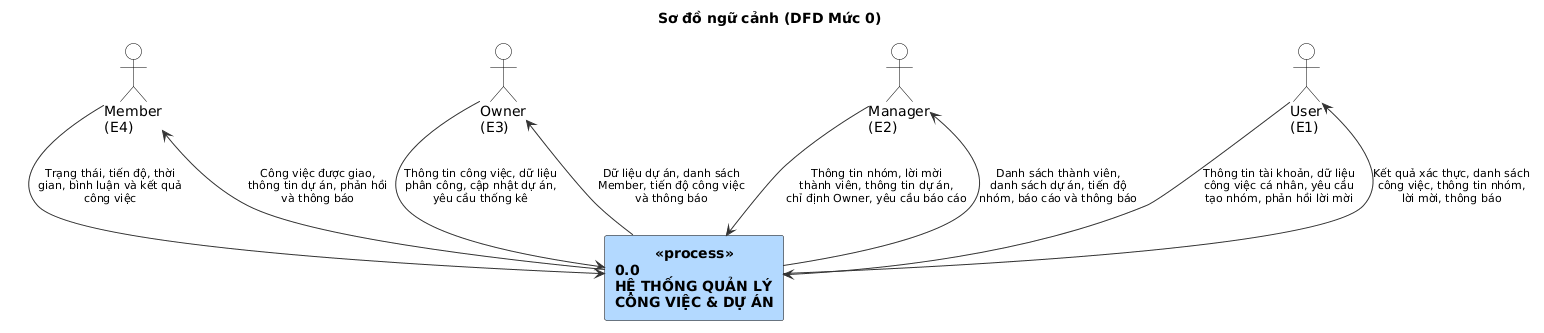 Sơ đồ ngữ cảnh (DFD Mức 0)
Member
(E4)
Owner
(E3)
Manager
(E2)
User
(E1)
Trạng thái, tiến độ, thời
gian, bình luận và kết quả
công việc
Công việc được giao,
thông tin dự án, phản hồi
và thông báo
Thông tin công việc, dữ liệu
phân công, cập nhật dự án,
yêu cầu thống kê
Dữ liệu dự án, danh sách
Member, tiến độ công việc
và thông báo
Thông tin nhóm, lời mời
thành viên, thông tin dự án,
chỉ định Owner, yêu cầu báo cáo
Danh sách thành viên,
danh sách dự án, tiến độ
nhóm, báo cáo và thông báo
Thông tin tài khoản, dữ liệu
công việc cá nhân, yêu cầu
tạo nhóm, phản hồi lời mời
Kết quả xác thực, danh sách
công việc, thông tin nhóm,
lời mời, thông báo
«process»
0.0
HỆ THỐNG QUẢN LÝ
CÔNG VIỆC & DỰ ÁN